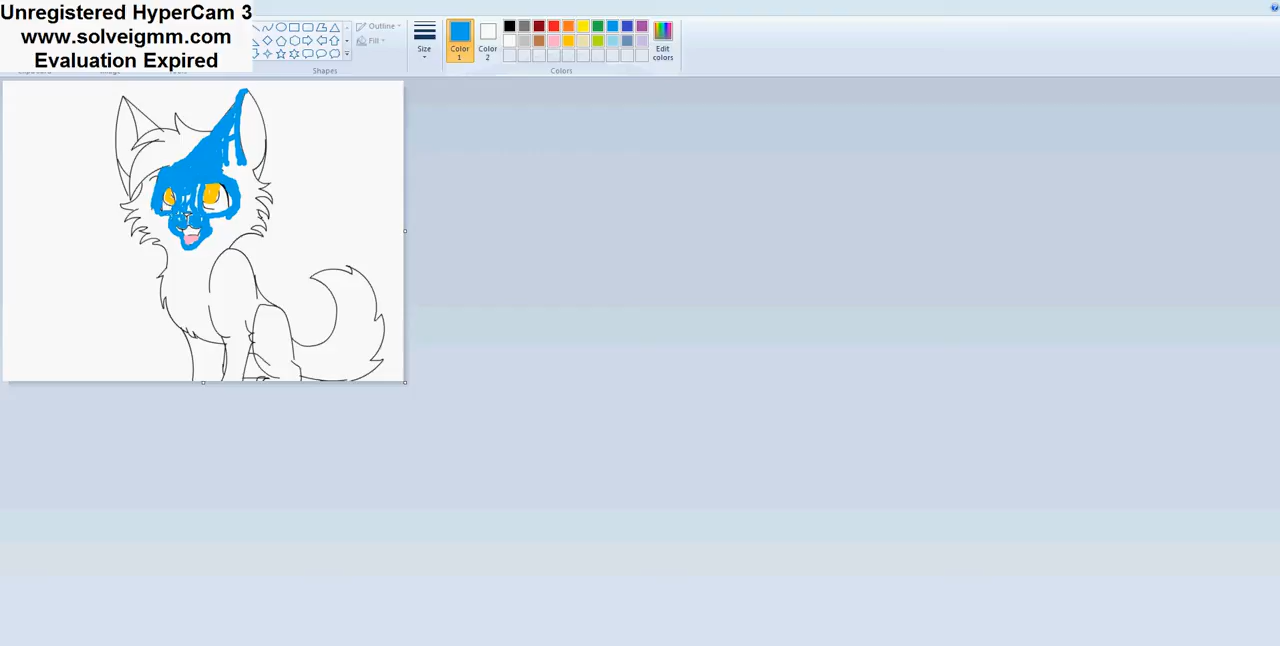 Unregistered HyperCam 3
www.solveigmm.com
Evaluation Expired
Outline
Fill
Size
Color 1
Color 2
Edit colors
Shapes
Colors